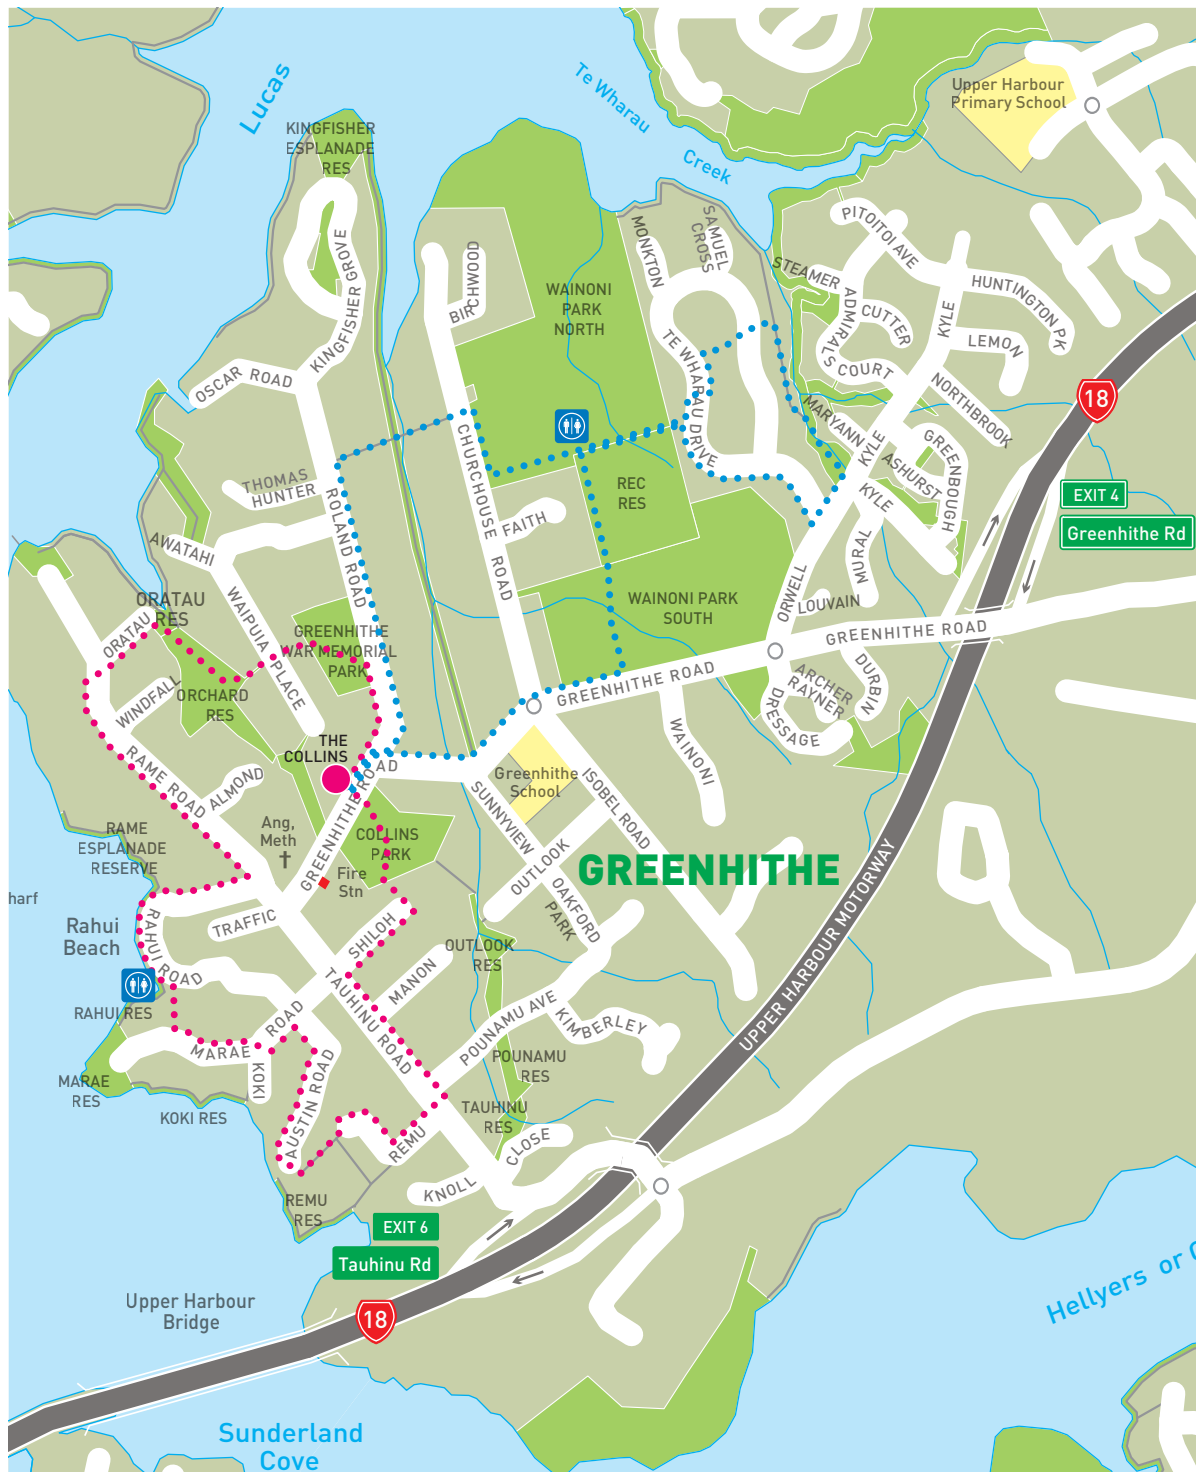 Lucas
Te Wharau
Creek
Upper Harbour
Primary School
KINGFISHER
ESPLANADE
RES
KINGFISHER GROVE
OSCAR ROAD
BIRCHWOOD
WAINONI
PARK
NORTH
MONKTON
SAMUEL
CROSS
PITOITOI AVE
STEAMER
ADMIRALS COURT
CUTTER
KYLE
HUNTINGTON PK
LEMON
NORTHBROOK
18
TE WHARAU DRIVE
MARYANN
KYLE
ASHURST
GREENBOUGH
KYLE
MURAL
EXIT 4
Greenhithe Rd
THOMAS
HUNTER
ROLAND ROAD
CHURCHOUSE ROAD
FAITH
REC
RES
AWATAHI
WAIPUIA PLACE
ORATAU
RES
ORATAU
GREENHITHE
WAR MEMORIAL
PARK
WAINONI PARK
SOUTH
ORWELL
LOUVAIN
GREENHITHE ROAD
GREENHITHE ROAD
ARCHER
RAYNER
DURBIN
DRESSAGE
WAINONI
WINDFALL
ORCHARD
RES
THE
COLLINS
RAME ROAD
ALMOND
GREENHITHE ROAD
Greenhithe
School
ISOBEL ROAD
SUNNYVIEW
OUTLOOK
GREENHITHE
RAME
ESPLANADE
RESERVE
Ang,
Meth
COLLINS
PARK
Fire
Stn
harf
Rahui
Beach
RAHUI ROAD
TRAFFIC
SHILOH
MANON
OUTLOOK
RES
OAKFORD
PARK
UPPER HARBOUR MOTORWAY
RAHUI RES
MARAE ROAD
KOKI
TAUHINU ROAD
POUNAMU AVE
KIMBERLEY
POUNAMU
RES
MARAE
RES
KOKI RES
AUSTIN ROAD
TAUHINU
RES
REMU
CLOSE
KNOLL
REMU
RES
EXIT 6
Tauhinu Rd
Upper Harbour
Bridge
18
Hellyers or
Sunderland
Cove